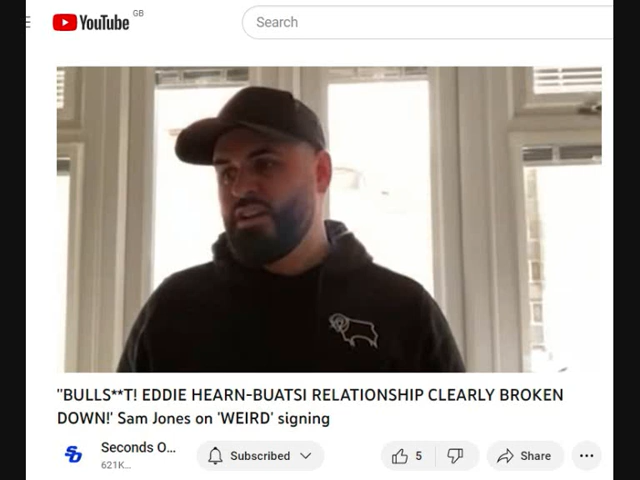 YouTube GB
Search
"BULLS**T! EDDIE HEARN-BUATSI RELATIONSHIP CLEARLY BROKEN
DOWN!' Sam Jones on 'WEIRD' signing
Seconds O...
Subscribed
5
Share
621K...